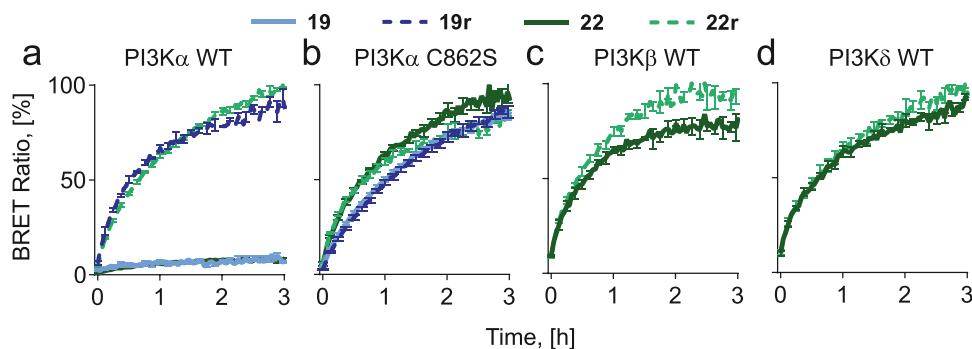 19 19r 22 22r
a PI3Kα WT b PI3Kα C862S c PI3Kβ WT d PI3Kδ WT
BRET Ratio, [%]
100
50
0
0 1 2 3 0 1 2 3 0 1 2 3 0 1 2 3
Time, [h]